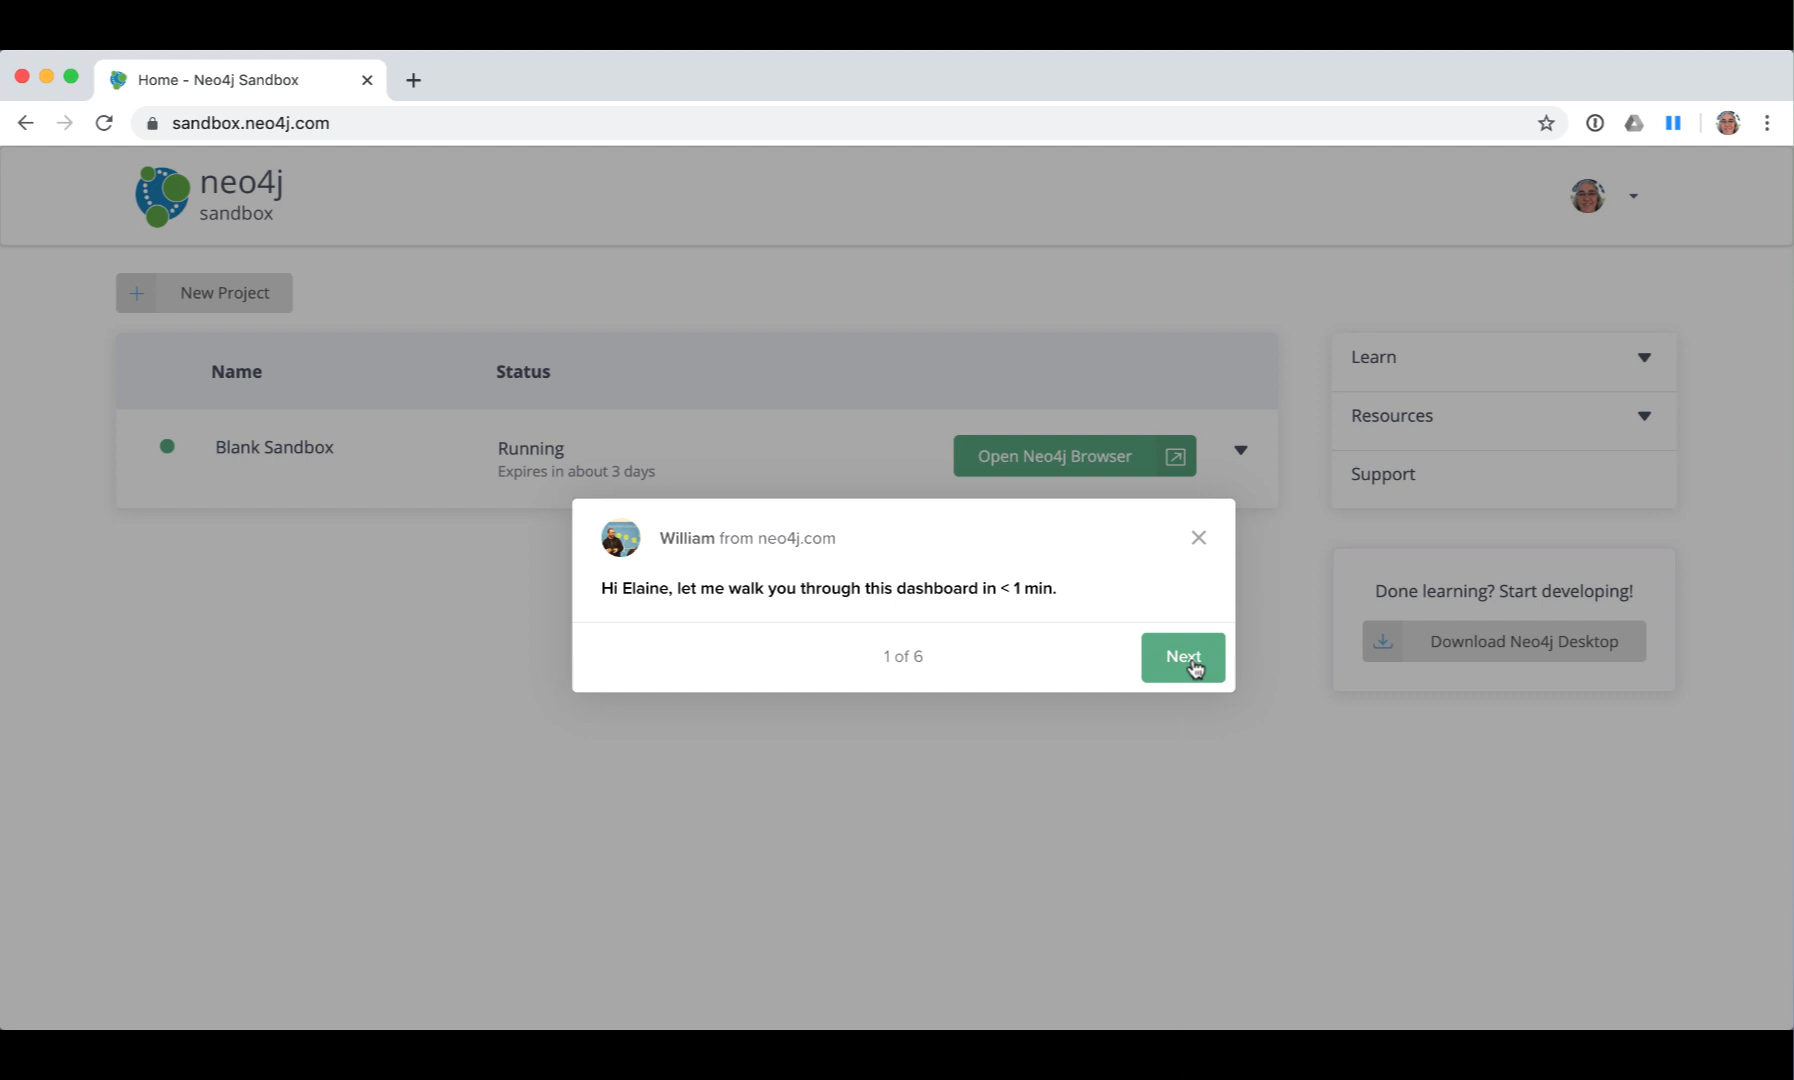 Home - Neo4j Sandbox
sandbox.neo4j.com
neo4j
sandbox
New Project
Name Status
Blank Sandbox Running Open Neo4j Browser
Expires in about 3 days
Learn
Resources
Support
William from neo4j.com
Hi Elaine, let me walk you through this dashboard in < 1 min.
1 of 6 Next
Done learning? Start developing!
Download Neo4j Desktop